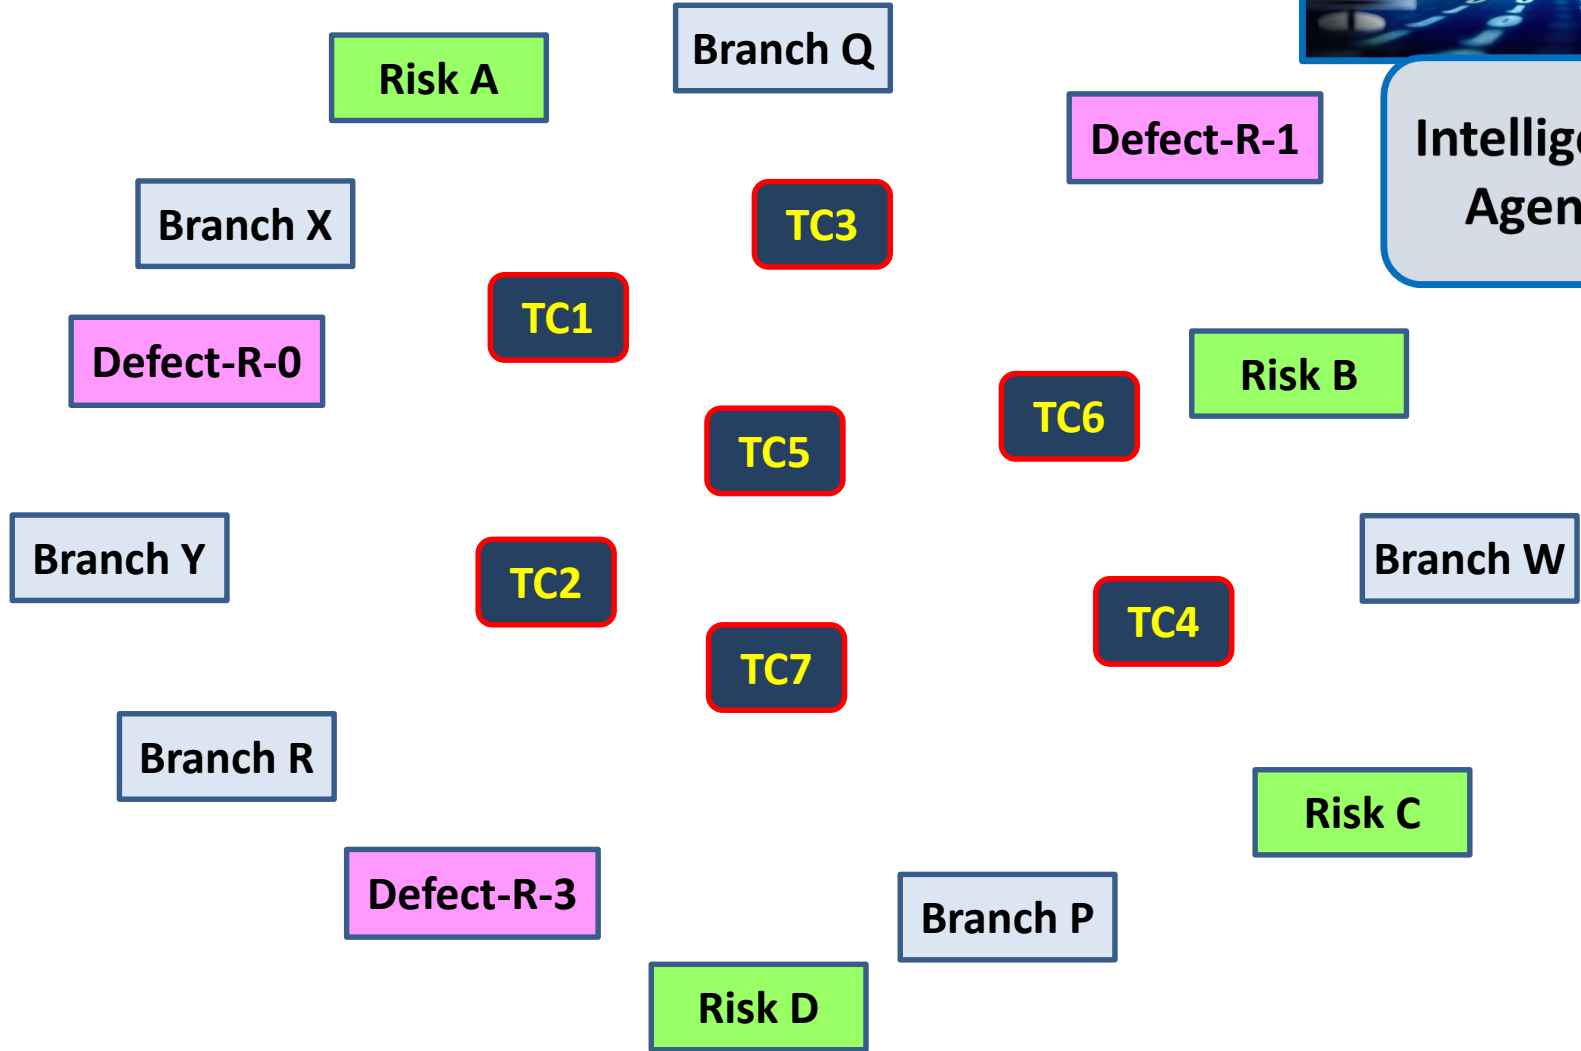 Branch Q
Risk A
Defect-R-1
Branch X
TC3
TC1
Defect-R-0
Risk B
TC6
TC5
Branch Y
Branch W
TC2
TC4
TC7
Branch R
Risk C
Defect-R-3
Branch P
Risk D